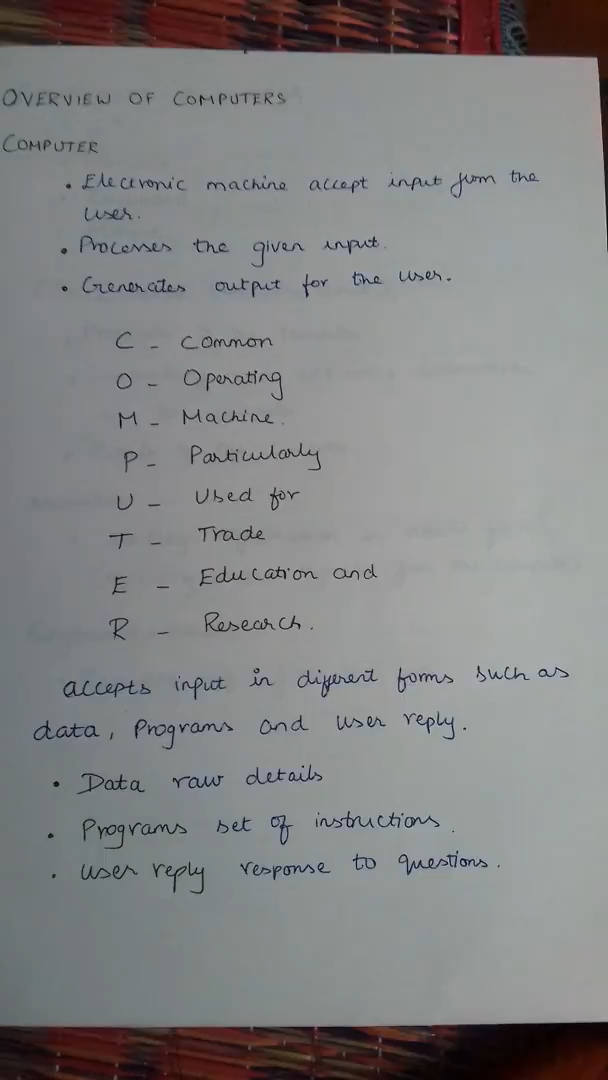 OVERVIEW OF COMPUTERS
COMPUTER
• Electronic machine accept input from the
user.
• Processes the given input.
• Generates output for the user.
C - Common
O - Operating
M - Machine.
P - Particularly
U - Used for
T - Trade
E - Education and
R - Research.
accepts input in different forms such as
data, Programs and user reply.
• Data raw details
• Programs set of instructions.
• User reply response to questions.